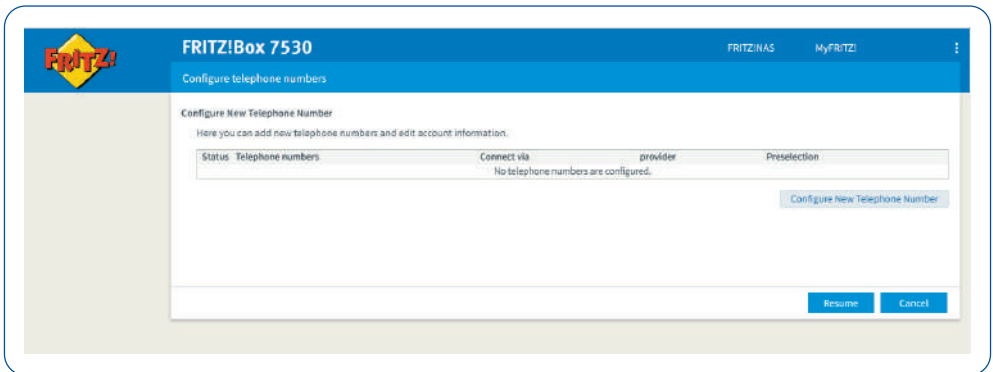 FRITZ!
FRITZ!Box 7530
FRITZ!NAS MyFRITZ!
Configure telephone numbers
Configure New Telephone Number
Here you can add new telephone numbers and edit account information.
Status Telephone numbers Connect via provider Preselection
No telephone numbers are configured.
Configure New Telephone Number
Resume Cancel